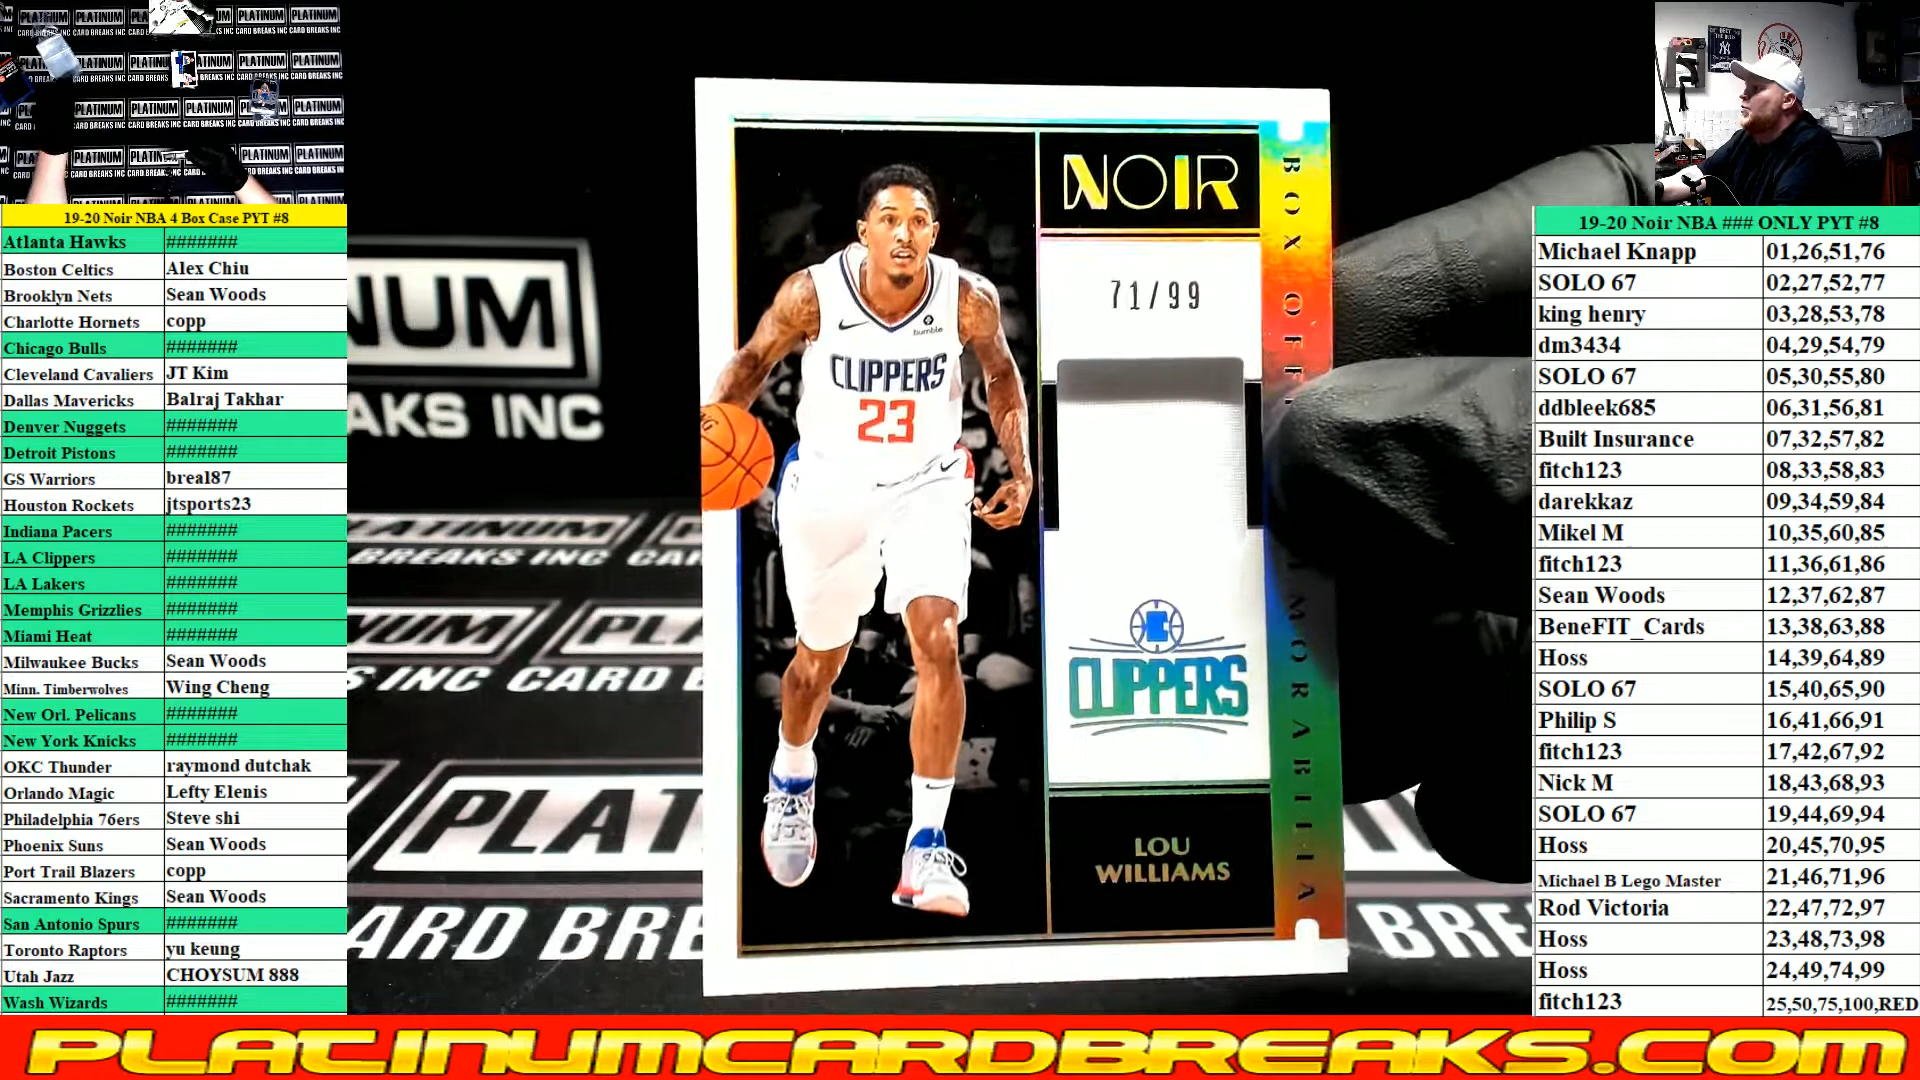 19-20 Noir NBA 4 Box Case PYT #8
Atlanta Hawks #######
Boston Celtics Alex Chiu
Brooklyn Nets Sean Woods
Charlotte Hornets copp
Chicago Bulls #######
Cleveland Cavaliers JT Kim
Dallas Mavericks Balraj Takhar
Denver Nuggets #######
Detroit Pistons #######
GS Warriors breal87
Houston Rockets jtsports23
Indiana Pacers #######
LA Clippers #######
LA Lakers #######
Memphis Grizzlies #######
Miami Heat #######
Milwaukee Bucks Sean Woods
Minn. Timberwolves Wing Cheng
New Orl. Pelicans #######
New York Knicks #######
OKC Thunder raymond dutchak
Orlando Magic Lefty Elenis
Philadelphia 76ers Steve shi
Phoenix Suns Sean Woods
Port Trail Blazers copp
Sacramento Kings Sean Woods
San Antonio Spurs #######
Toronto Raptors yu keung
Utah Jazz CHOYSUM 888
Wash Wizards #######
NOIR
71/99
bumble
CLIPPERS
23
CLIPPERS
LOU
WILLIAMS
19-20 Noir NBA ### ONLY PYT #8
Michael Knapp 01,26,51,76
SOLO 67 02,27,52,77
king henry 03,28,53,78
dm3434 04,29,54,79
SOLO 67 05,30,55,80
ddbleek685 06,31,56,81
Built Insurance 07,32,57,82
fitch123 08,33,58,83
darekkaz 09,34,59,84
Mikel M 10,35,60,85
fitch123 11,36,61,86
Sean Woods 12,37,62,87
BeneFIT_Cards 13,38,63,88
Hoss 14,39,64,89
SOLO 67 15,40,65,90
Philip S 16,41,66,91
fitch123 17,42,67,92
Nick M 18,43,68,93
SOLO 67 19,44,69,94
Hoss 20,45,70,95
Michael B Lego Master 21,46,71,96
Rod Victoria 22,47,72,97
Hoss 23,48,73,98
Hoss 24,49,74,99
fitch123 25,50,75,100,RED
PLATINUMCARDBREAKS.COM